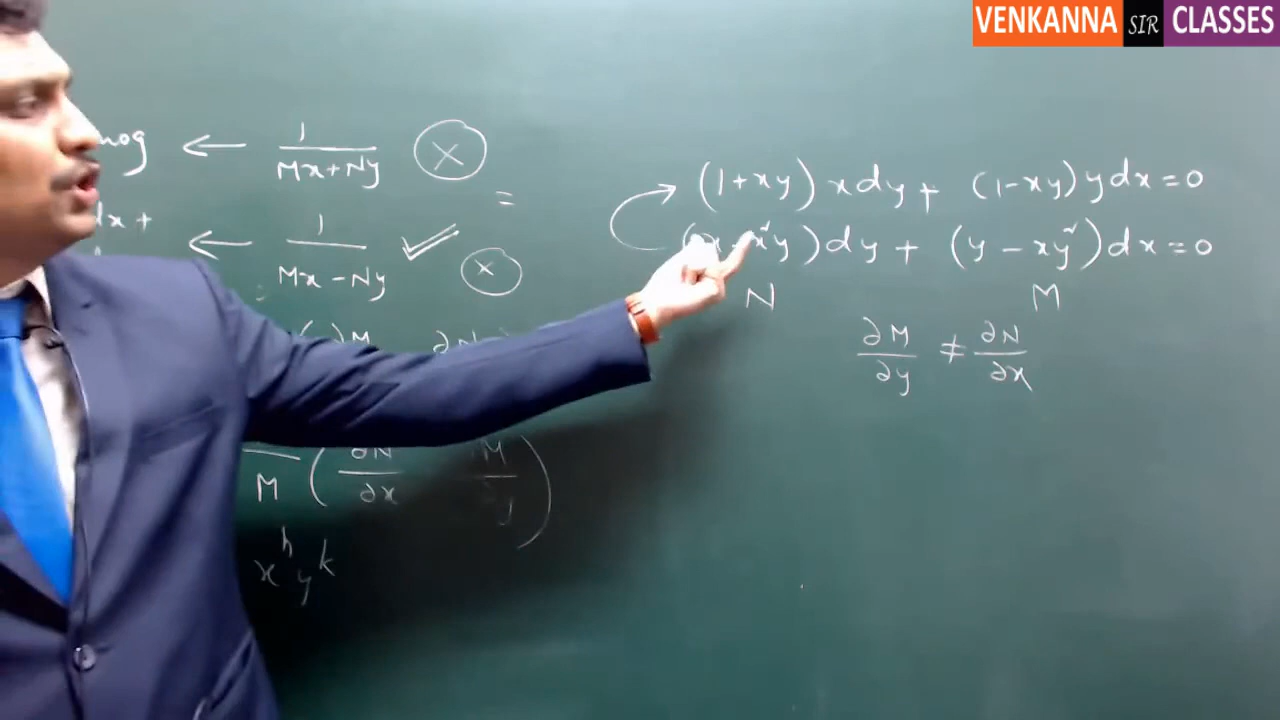 VENKANNA SIR CLASSES
mog ← 1/(Mx+Ny) ⊗ =
dx +
← 1/(Mx-Ny) ✓ ⊗
∂M ∂N
M ( ∂N/∂x ∂M/∂y )
x^h y^k
(1+xy) x dy + (1-xy) y dx = 0
x²y) dy + (y - xy²) dx = 0
N M
∂M/∂y ≠ ∂N/∂x